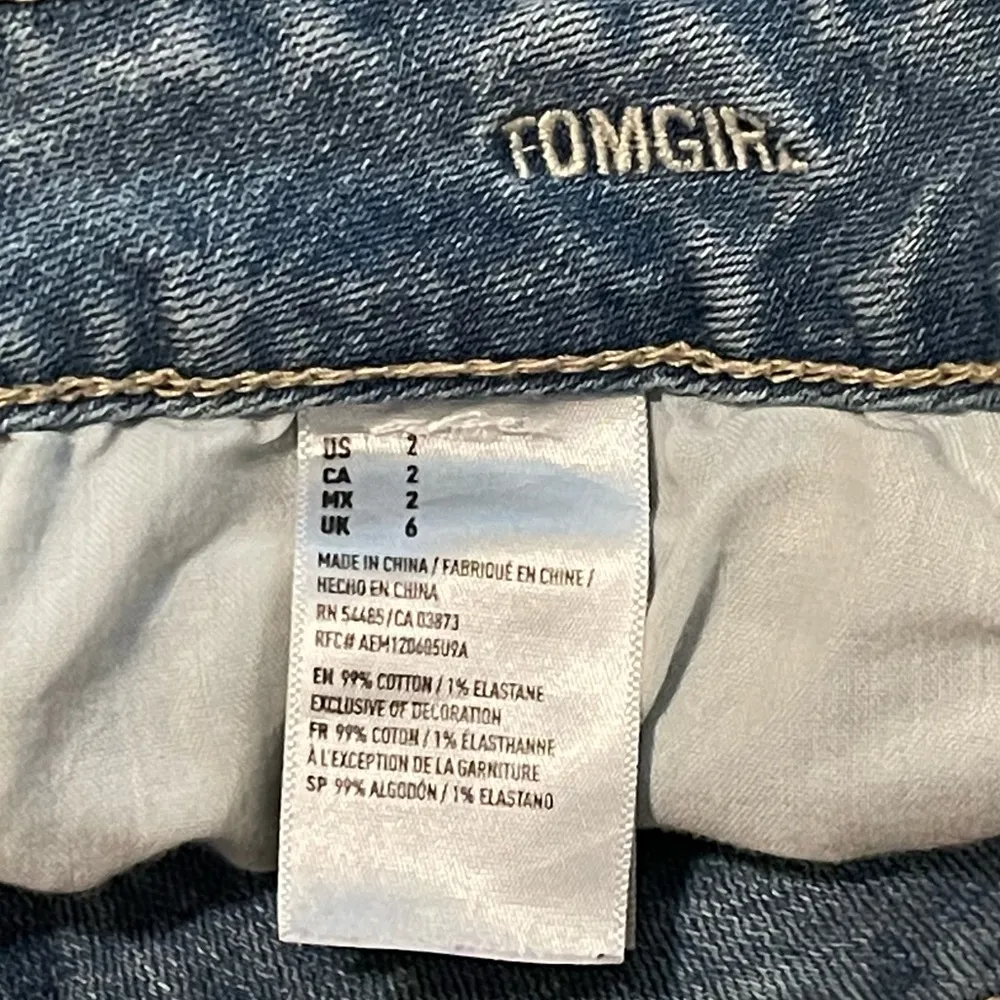 TOMGIRL
US 2
CA 2
MX 2
UK 6
MADE IN CHINA / FABRIQUÉ EN CHINE /
HECHO EN CHINA
RN 54485/CA 03873
RFC# AEM120605U9A
EN 99% COTTON / 1% ELASTANE
EXCLUSIVE OF DECORATION
FR 99% COTON / 1% ÉLASTHANNE
À L'EXCEPTION DE LA GARNITURE
SP 99% ALGODÓN / 1% ELASTANO